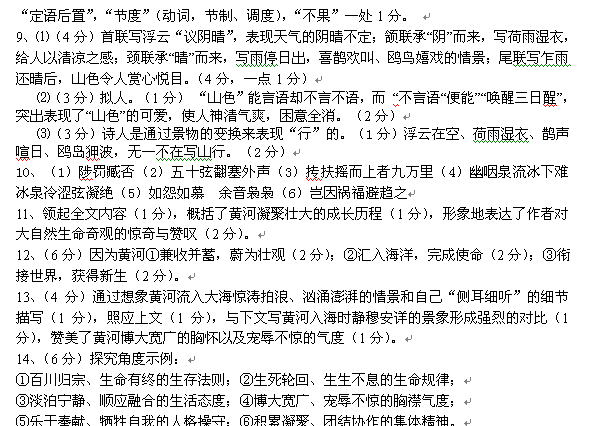 “定语后置”，“节度”（动词，节制、调度），“不果”一处 1 分。
9、⑴（4 分）首联写浮云“议阴晴”，表现天气的阴晴不定；颔联承“阴”而来，写荷雨湿衣，
给人以清凉之感；颈联承“晴”而来，写雨停日出，喜鹊欢叫、鸥鸟嬉戏的情景；尾联写乍雨
还晴后，山色令人赏心悦目。（4 分，一点 1 分）
⑵（3 分）拟人。（1 分）“山色”能言语却不言不语，而 “不言语“便能”“唤醒三日酲”，
突出表现了“山色”的可爱，使人神清气爽，困意全消。（2 分）
⑶（3 分）诗人是通过景物的变换来表现“行”的。（1 分）浮云在空、荷雨湿衣、鹊声
喧日、鸥鸟狎波，无一不在写山行。（2 分）
10、（1）陟罚臧否（2）五十弦翻塞外声（3）抟扶摇而上者九万里（4）幽咽泉流冰下难
冰泉冷涩弦凝绝（5）如怨如慕 余音袅袅（6）岂因祸福避趋之
11、领起全文内容（1 分），概括了黄河凝聚壮大的成长历程（1 分），形象地表达了作者对
大自然生命奇观的惊奇与赞叹（2 分）。
12、（6 分）因为黄河①兼收并蓄，蔚为壮观（2 分）；②汇入海洋，完成使命（2 分）；③衔
接世界，获得新生（2 分）。
13、（4 分）通过想象黄河流入大海惊涛拍浪、汹涌澎湃的情景和自己“侧耳细听”的细节
描写（1 分），照应上文（1 分），与下文写黄河入海时静穆安详的景象形成强烈的对比（1
分），赞美了黄河博大宽广的胸怀以及宠辱不惊的气度（1 分）。
14、（6 分）探究角度示例：
①百川归宗、生命有终的生存法则；②生死轮回、生生不息的生命规律；
③淡泊宁静、顺应融合的生活态度；④博大宽广、宠辱不惊的胸襟气度；
⑤乐于奉献、牺牲自我的人格操守；⑥积累凝聚、团结协作的集体精神。